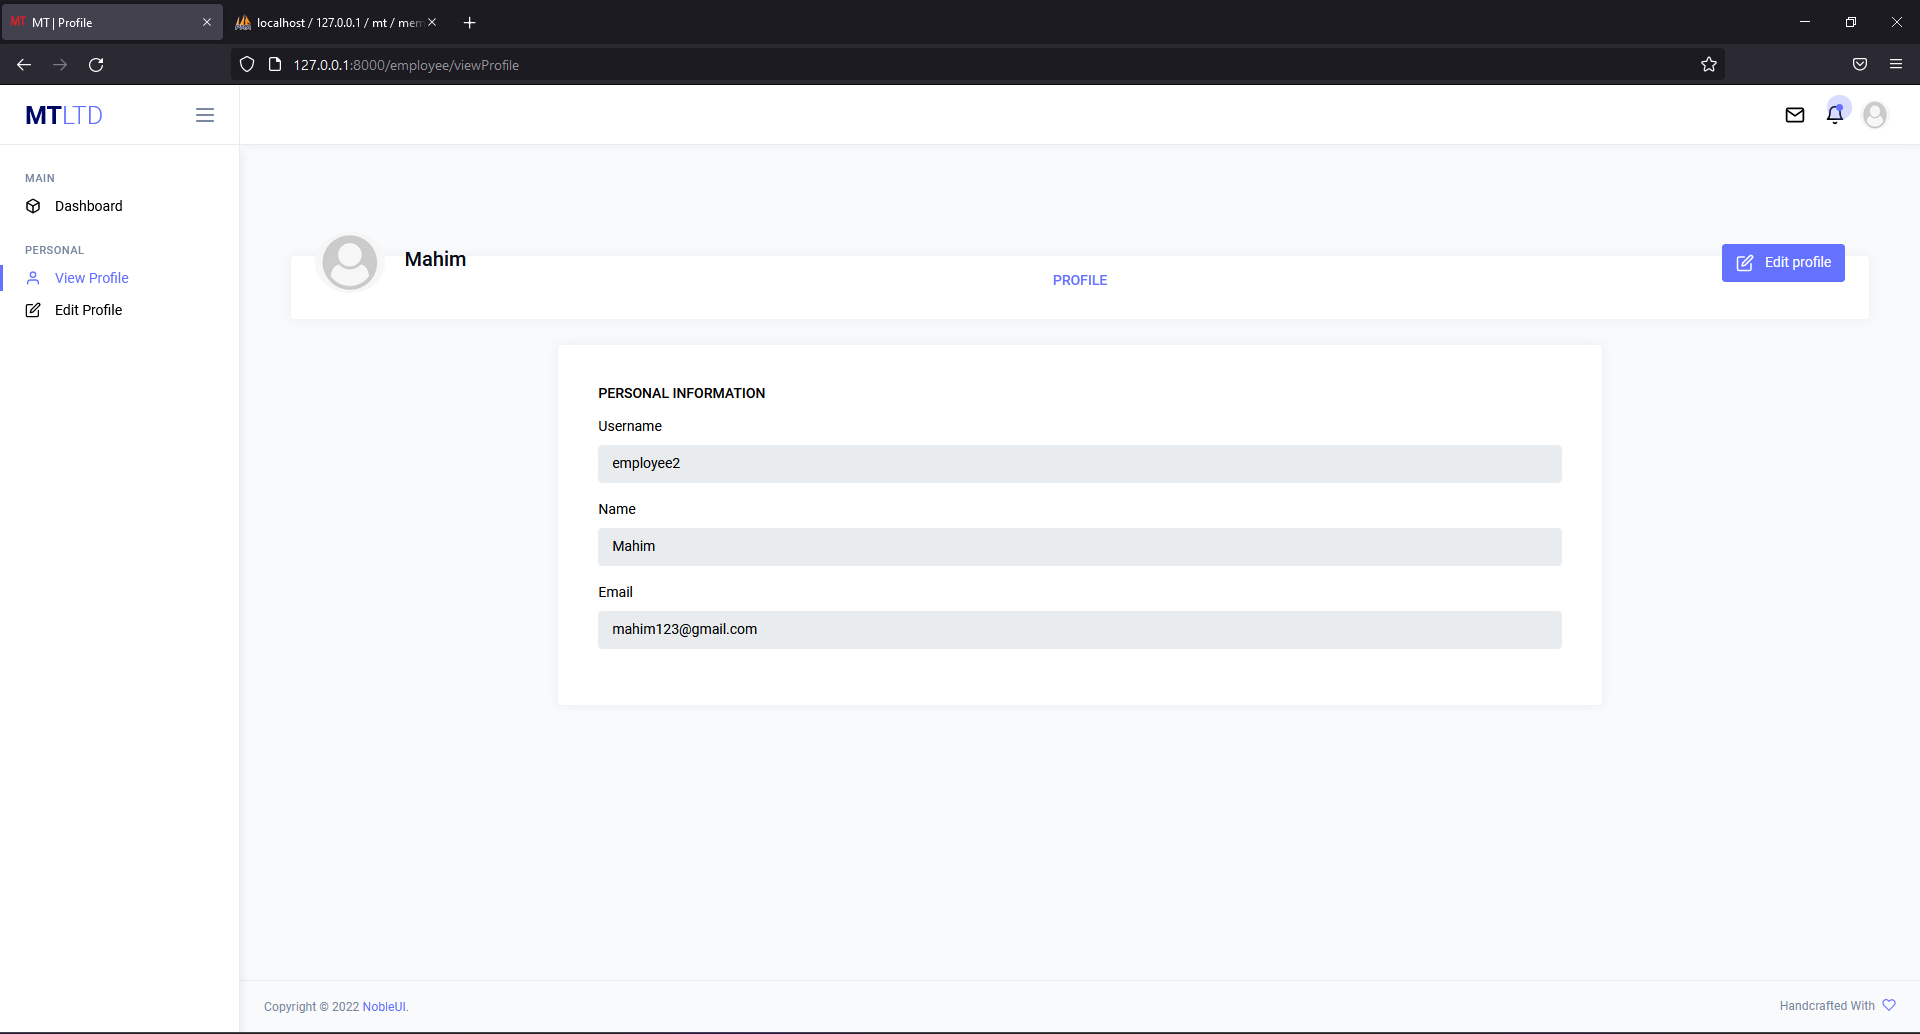 MT MT | Profile
localhost / 127.0.0.1 / mt / mem
127.0.0.1:8000/employee/viewProfile
MTLTD
MAIN
Dashboard
PERSONAL
View Profile
Edit Profile
Mahim
PROFILE
Edit profile
PERSONAL INFORMATION
Username
employee2
Name
Mahim
Email
mahim123@gmail.com
Copyright © 2022 NobleUI.
Handcrafted With